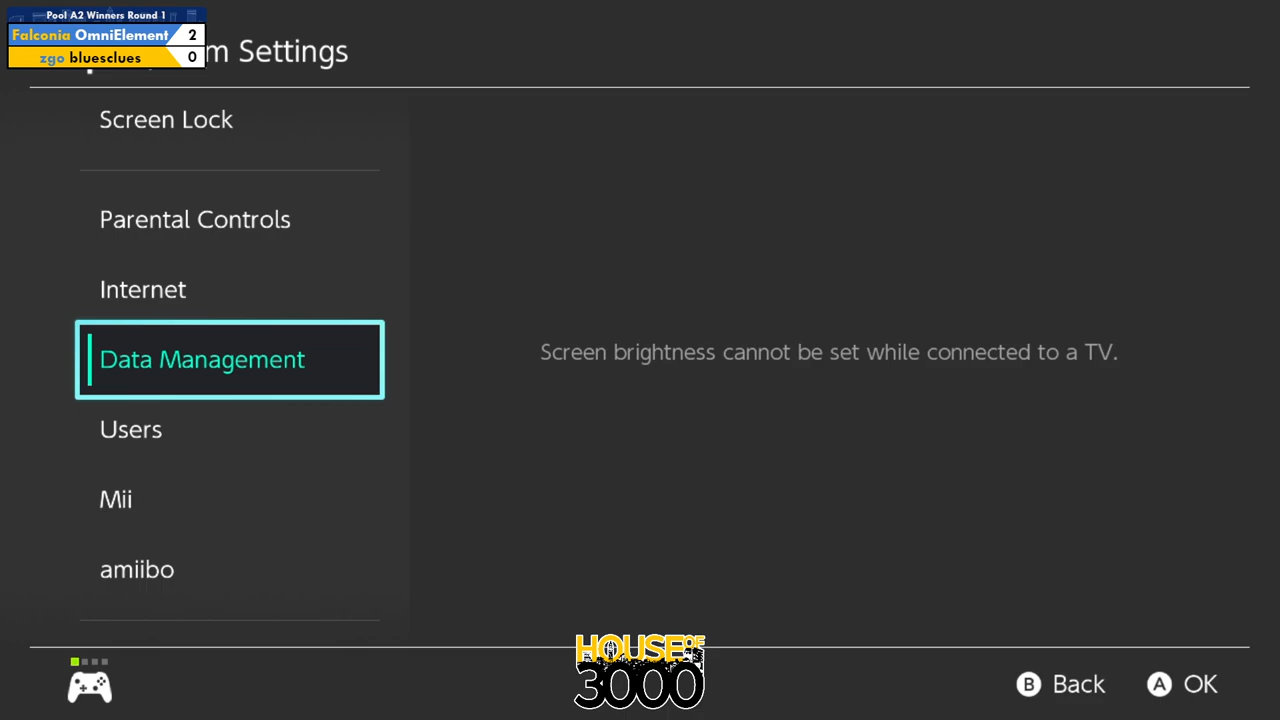 Pool A2 Winners Round 1
Falconia OmniElement 2
zgo bluesclues 0
m Settings
Screen Lock
Parental Controls
Internet
Data Management
Users
Mii
amiibo
Screen brightness cannot be set while connected to a TV.
HOUSE OF
3000
B Back
A OK